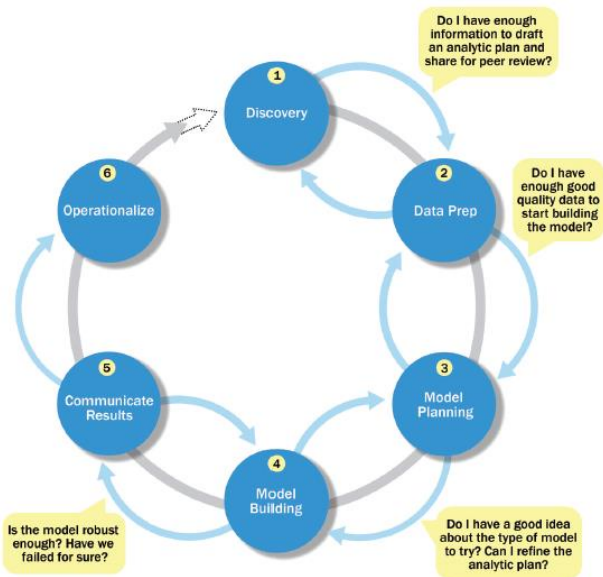 Do I have enough
information to draft
an analytic plan and
share for peer review?
1
Discovery
2
Data Prep
Do I have
enough good
quality data to
start building
the model?
3
Model
Planning
Do I have a good idea
about the type of model
to try? Can I refine the
analytic plan?
4
Model
Building
Is the model robust
enough? Have we
failed for sure?
5
Communicate
Results
6
Operationalize